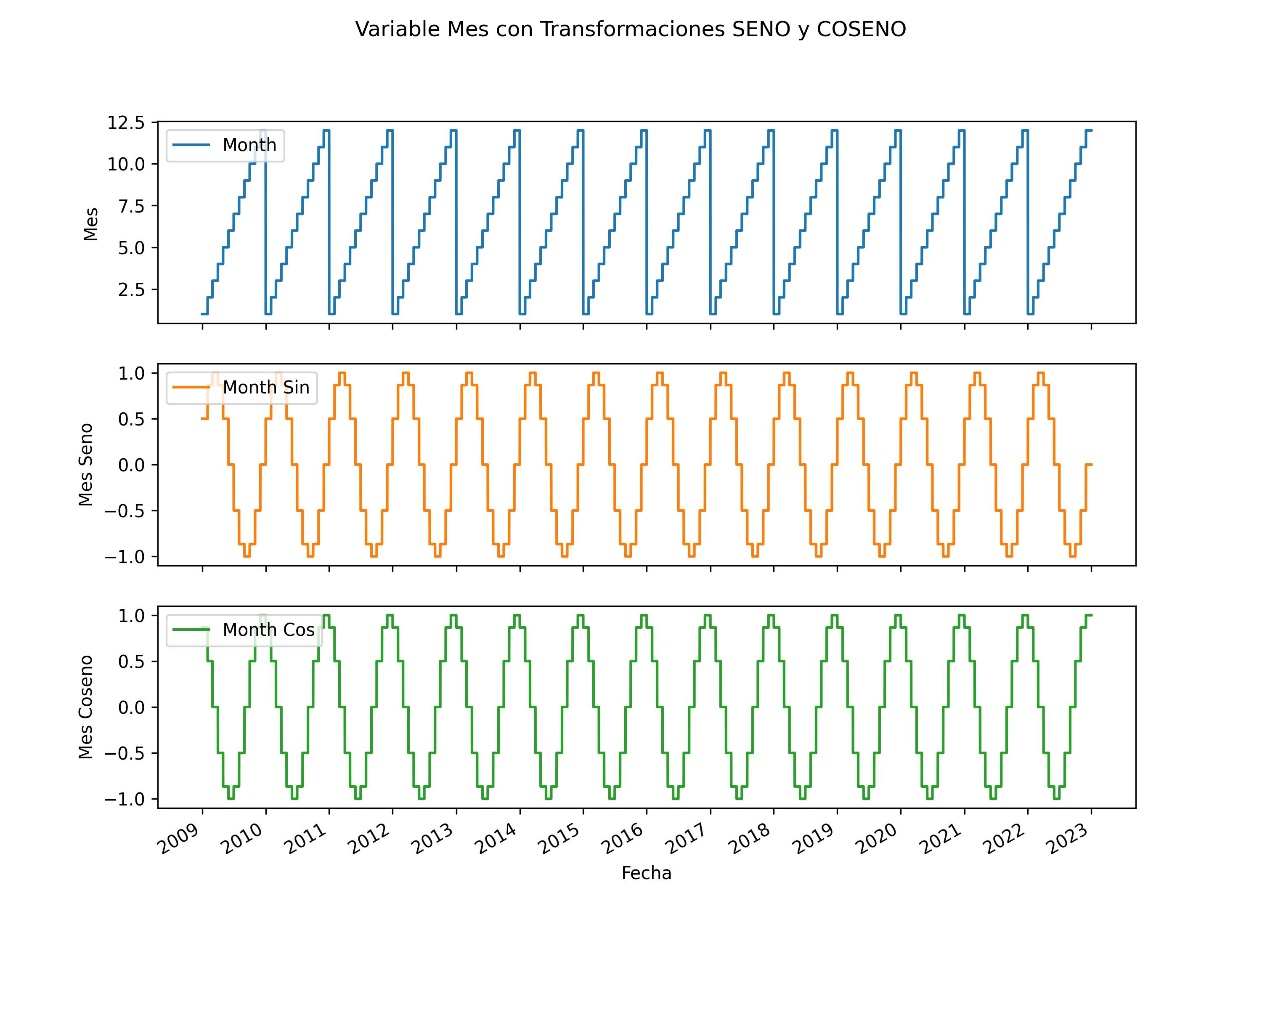 Variable Mes con Transformaciones SENO y COSENO
12.5
10.0
7.5
5.0
2.5
Mes
Month
1.0
0.5
0.0
−0.5
−1.0
Mes Seno
Month Sin
1.0
0.5
0.0
−0.5
−1.0
Mes Coseno
Month Cos
2009 2010 2011 2012 2013 2014 2015 2016 2017 2018 2019 2020 2021 2022 2023
Fecha